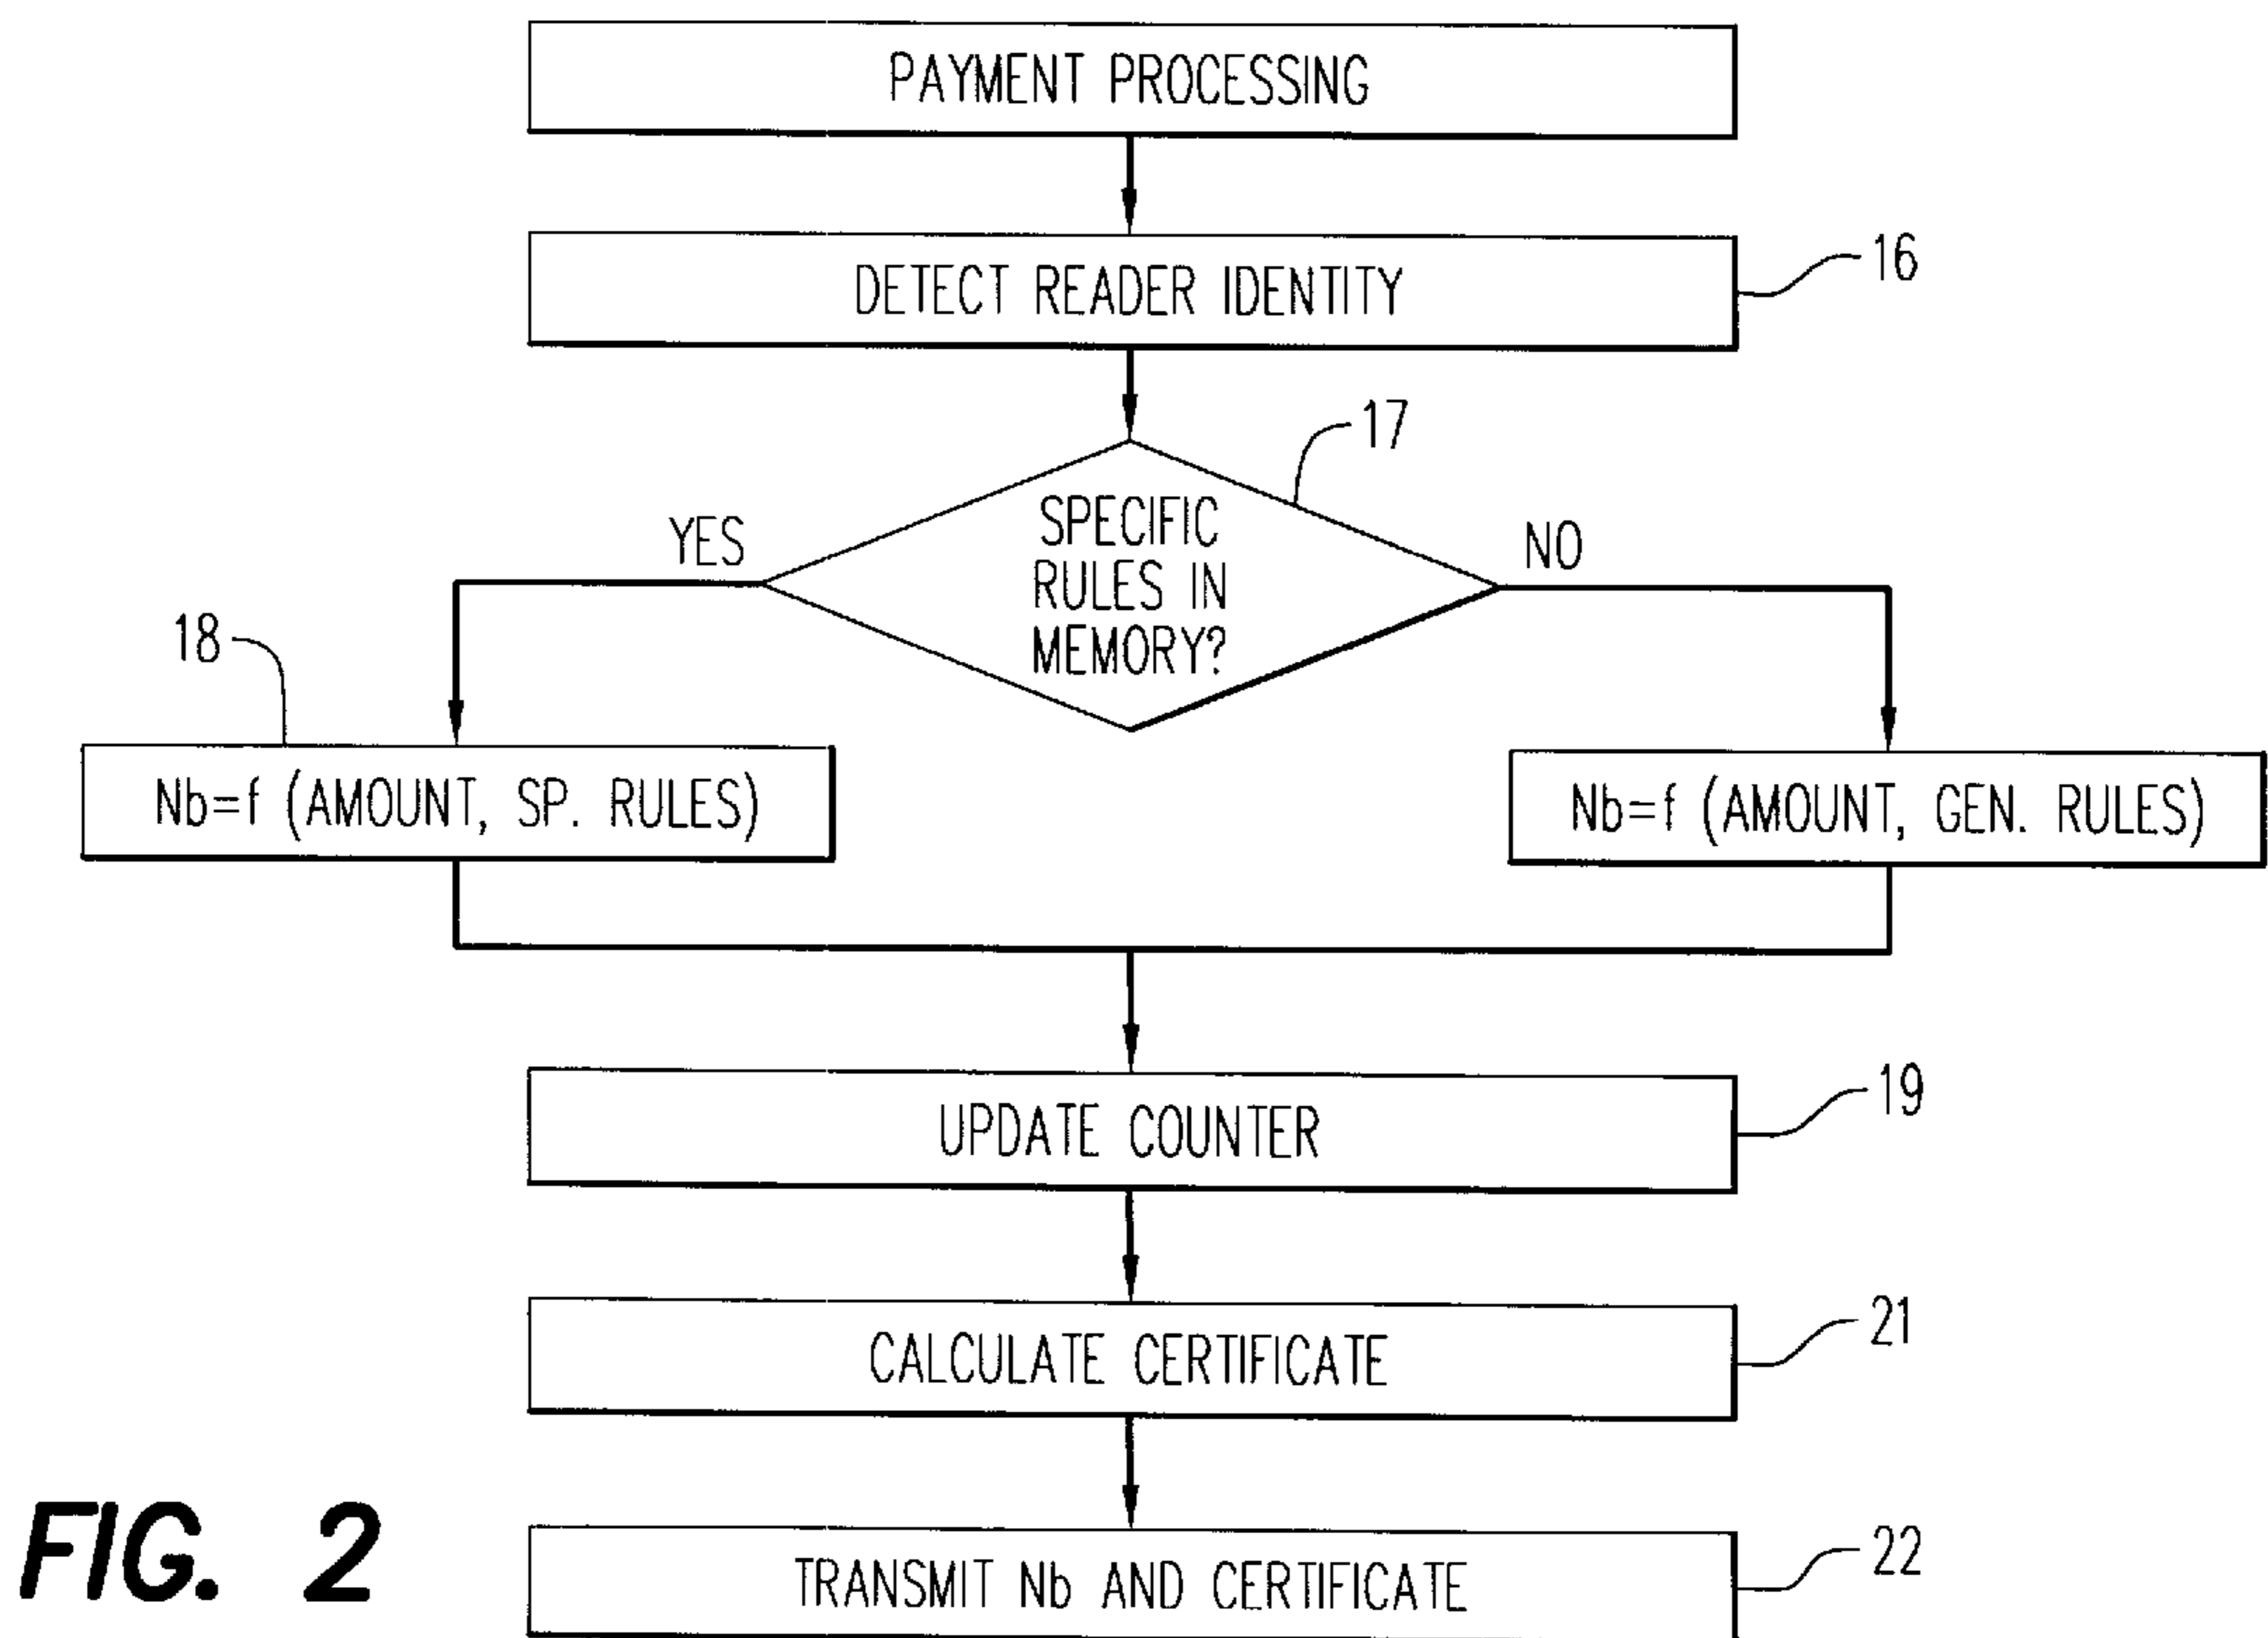 PAYMENT PROCESSING
DETECT READER IDENTITY
16
17
SPECIFIC
RULES IN
MEMORY?
YES
NO
18
Nb=f (AMOUNT, SP. RULES)
Nb=f (AMOUNT, GEN. RULES)
UPDATE COUNTER
19
CALCULATE CERTIFICATE
21
TRANSMIT Nb AND CERTIFICATE
22
FIG. 2